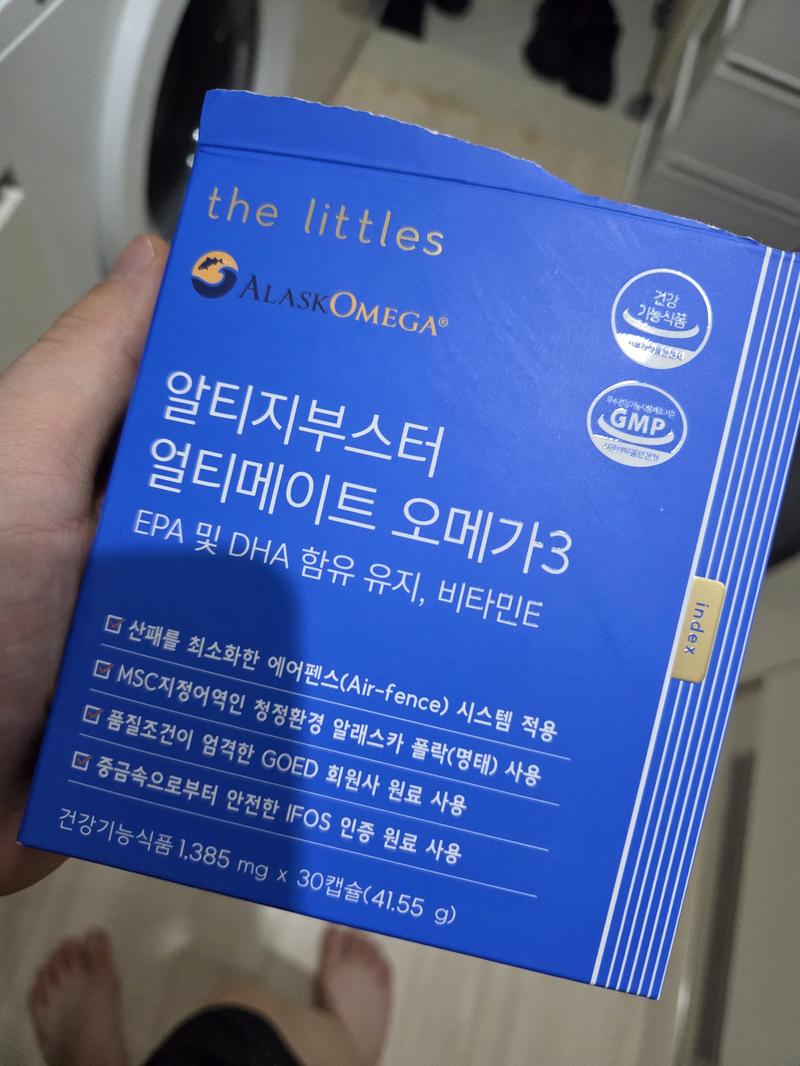 the littles
ALASKOMEGA®
건강
기능식품
GMP
알티지부스터
얼티메이트 오메가3
EPA 및 DHA 함유 유지, 비타민E
index
산패를 최소화한 에어펜스(Air-fence) 시스템 적용
MSC지정어역인 청정환경 알래스카 폴락(명태) 사용
품질조건이 엄격한 GOED 회원사 원료 사용
중금속으로부터 안전한 IFOS 인증 원료 사용
건강기능식품 1,385 mg x 30캡슐(41.55 g)